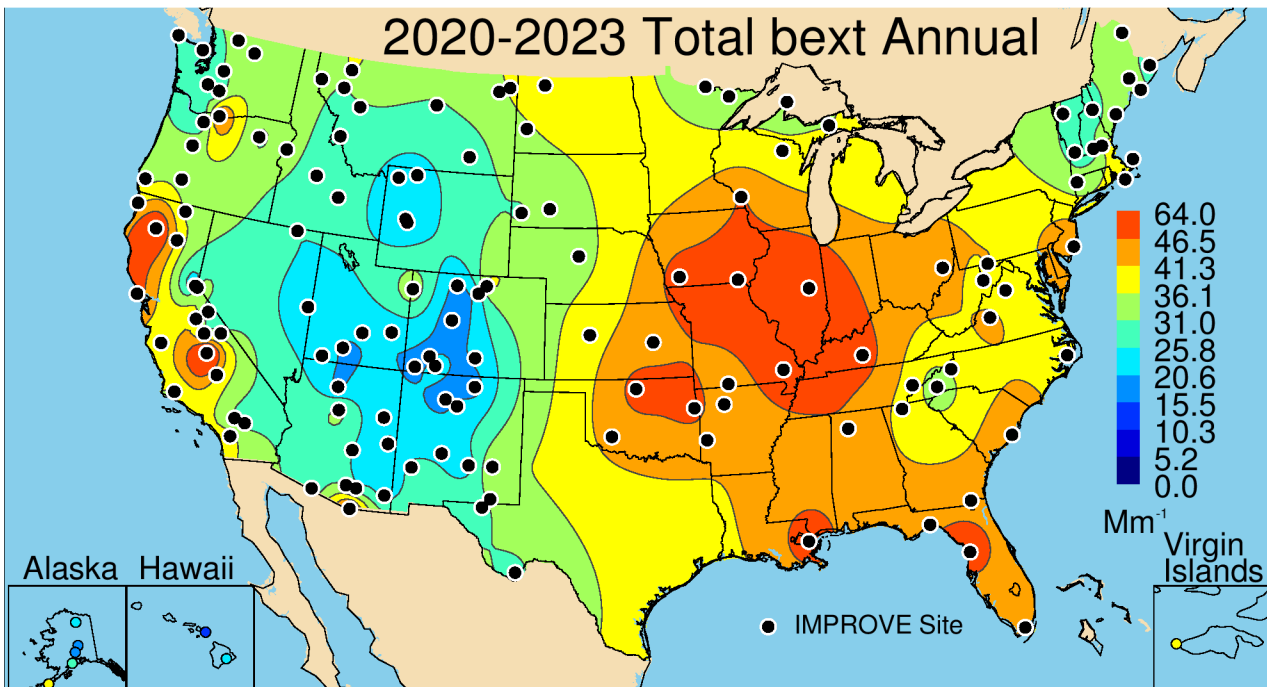 2020-2023 Total bext Annual
64.0
46.5
41.3
36.1
31.0
25.8
20.6
15.5
10.3
5.2
0.0
Mm-1
Virgin
Islands
Alaska
Hawaii
IMPROVE Site